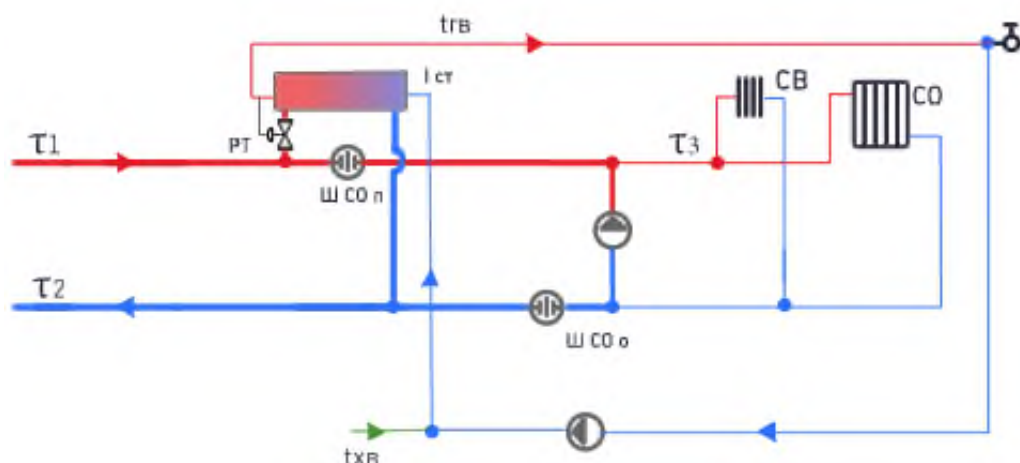 tгв
I ст
СВ
СО
τ1
РТ
Ш СО п
τ3
τ2
Ш СО о
tхв